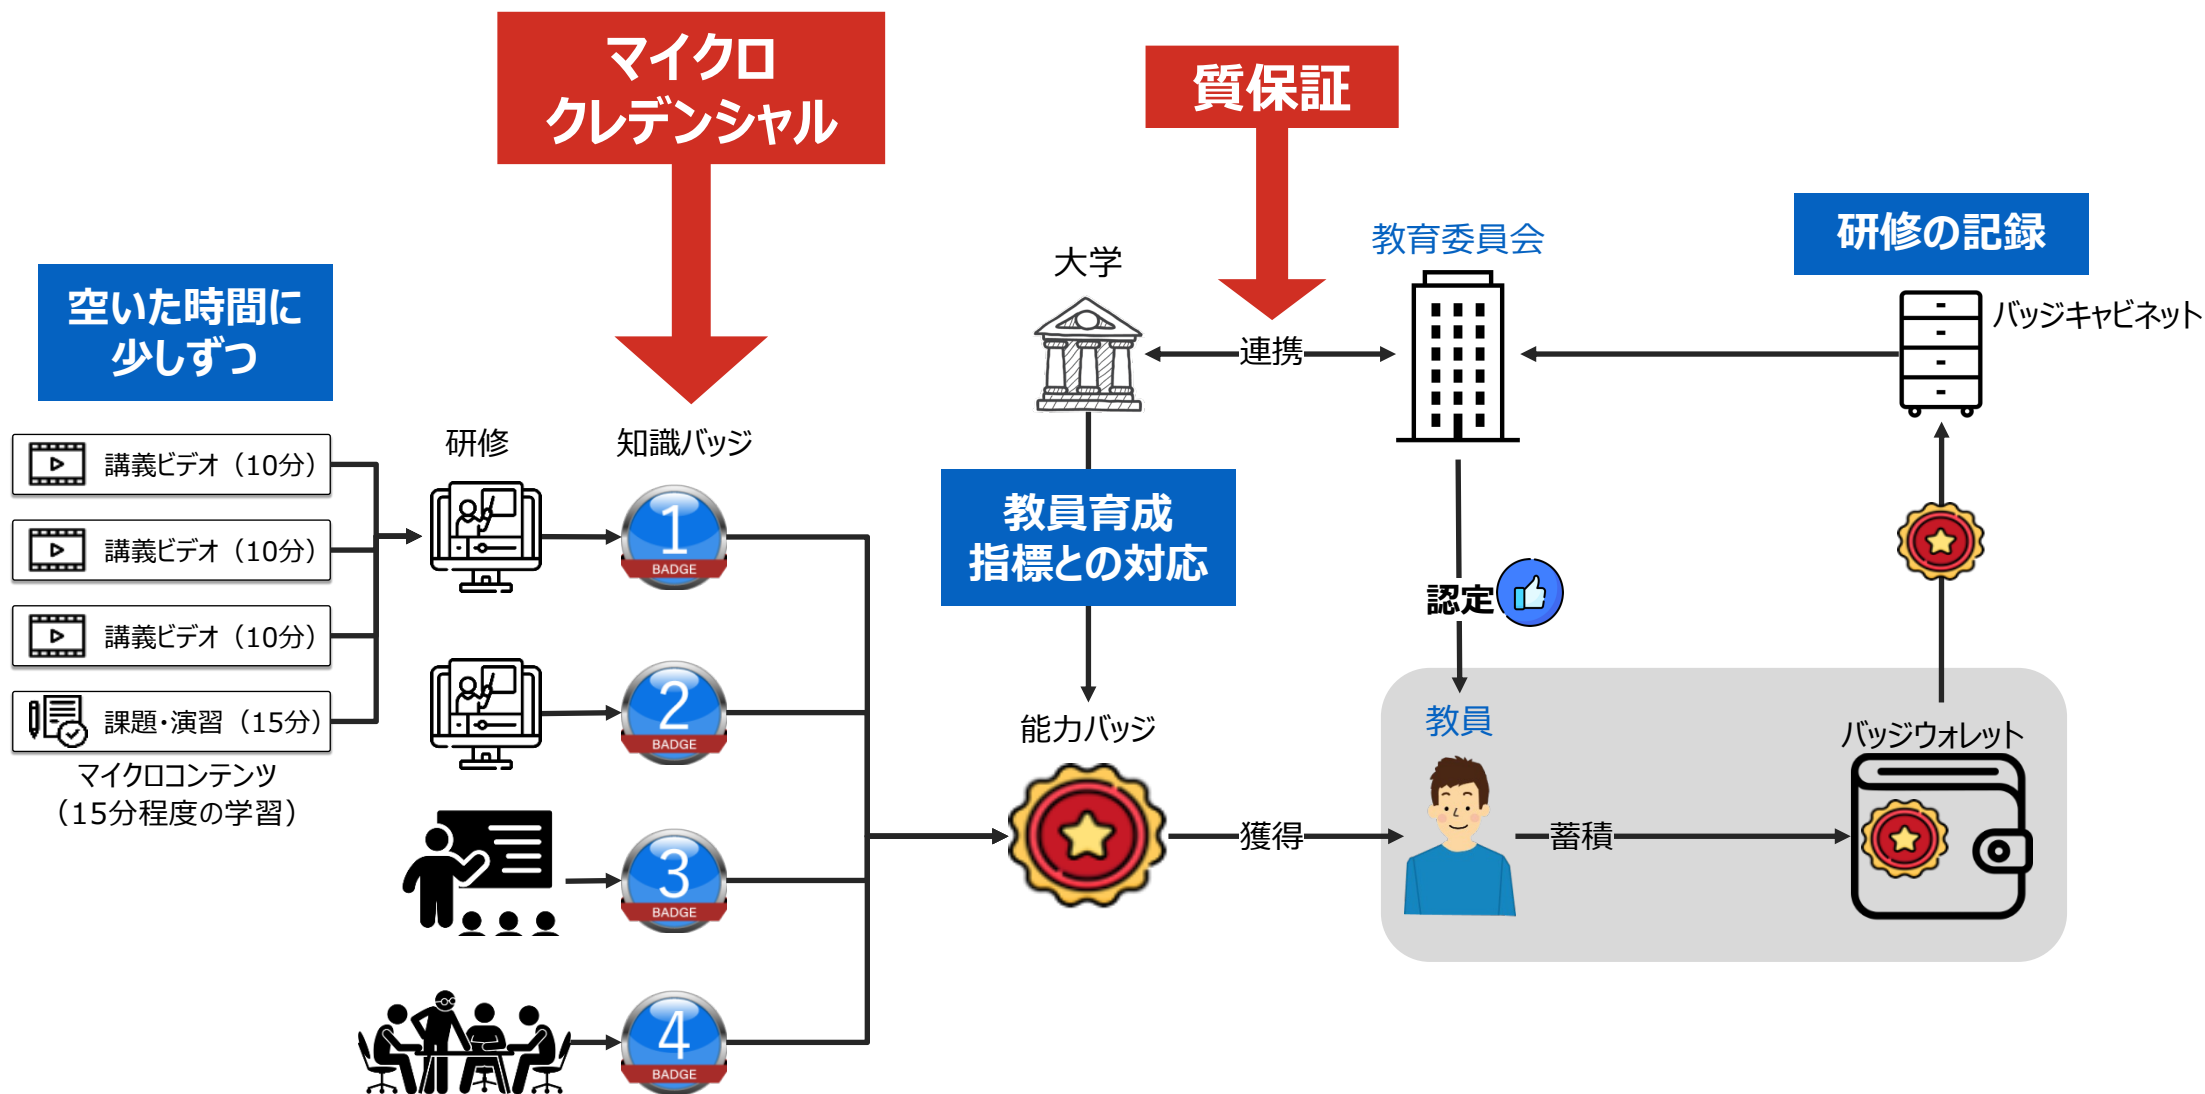 マイクロ
クレデンシャル
質保証
研修の記録
教育委員会
大学
空いた時間に
少しずつ
バッジキャビネット
連携
研修
知識バッジ
講義ビデオ（10分）
講義ビデオ（10分）
講義ビデオ（10分）
課題・演習（15分）
マイクロコンテンツ
（15分程度の学習）
1
BADGE
2
BADGE
3
BADGE
4
BADGE
教員育成
指標との対応
認定
能力バッジ
獲得
教員
蓄積
バッジウォレット